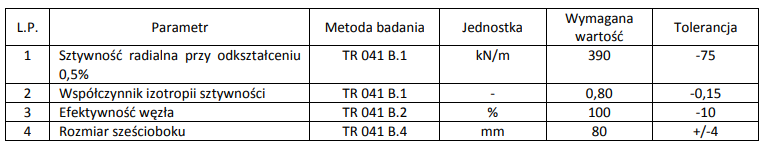 L.P. Parametr Metoda badania Jednostka Wymagana wartość Tolerancja
1 Sztywność radialna przy odkształceniu 0,5% TR 041 B.1 kN/m 390 -75
2 Współczynnik izotropii sztywności TR 041 B.1 - 0,80 -0,15
3 Efektywność węzła TR 041 B.2 % 100 -10
4 Rozmiar sześcioboku TR 041 B.4 mm 80 +/-4